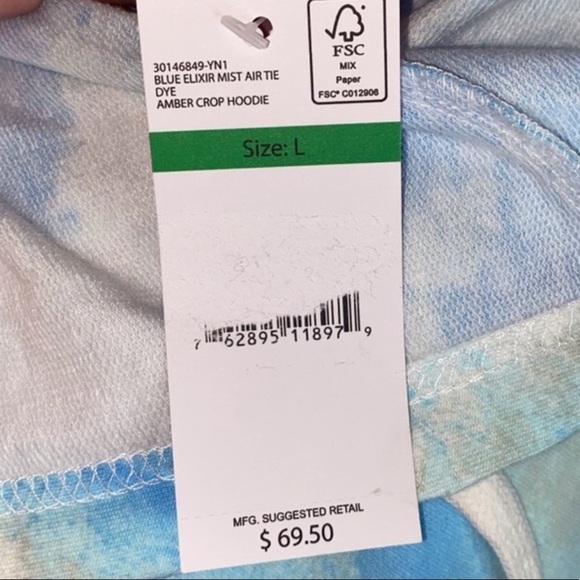 30146849-YN1
BLUE ELIXIR MIST AIR TIE
DYE
AMBER CROP HOODIE
FSC
MIX
Paper
FSC® C012906
Size: L
7 62895 11897 9
MFG. SUGGESTED RETAIL
$ 69.50